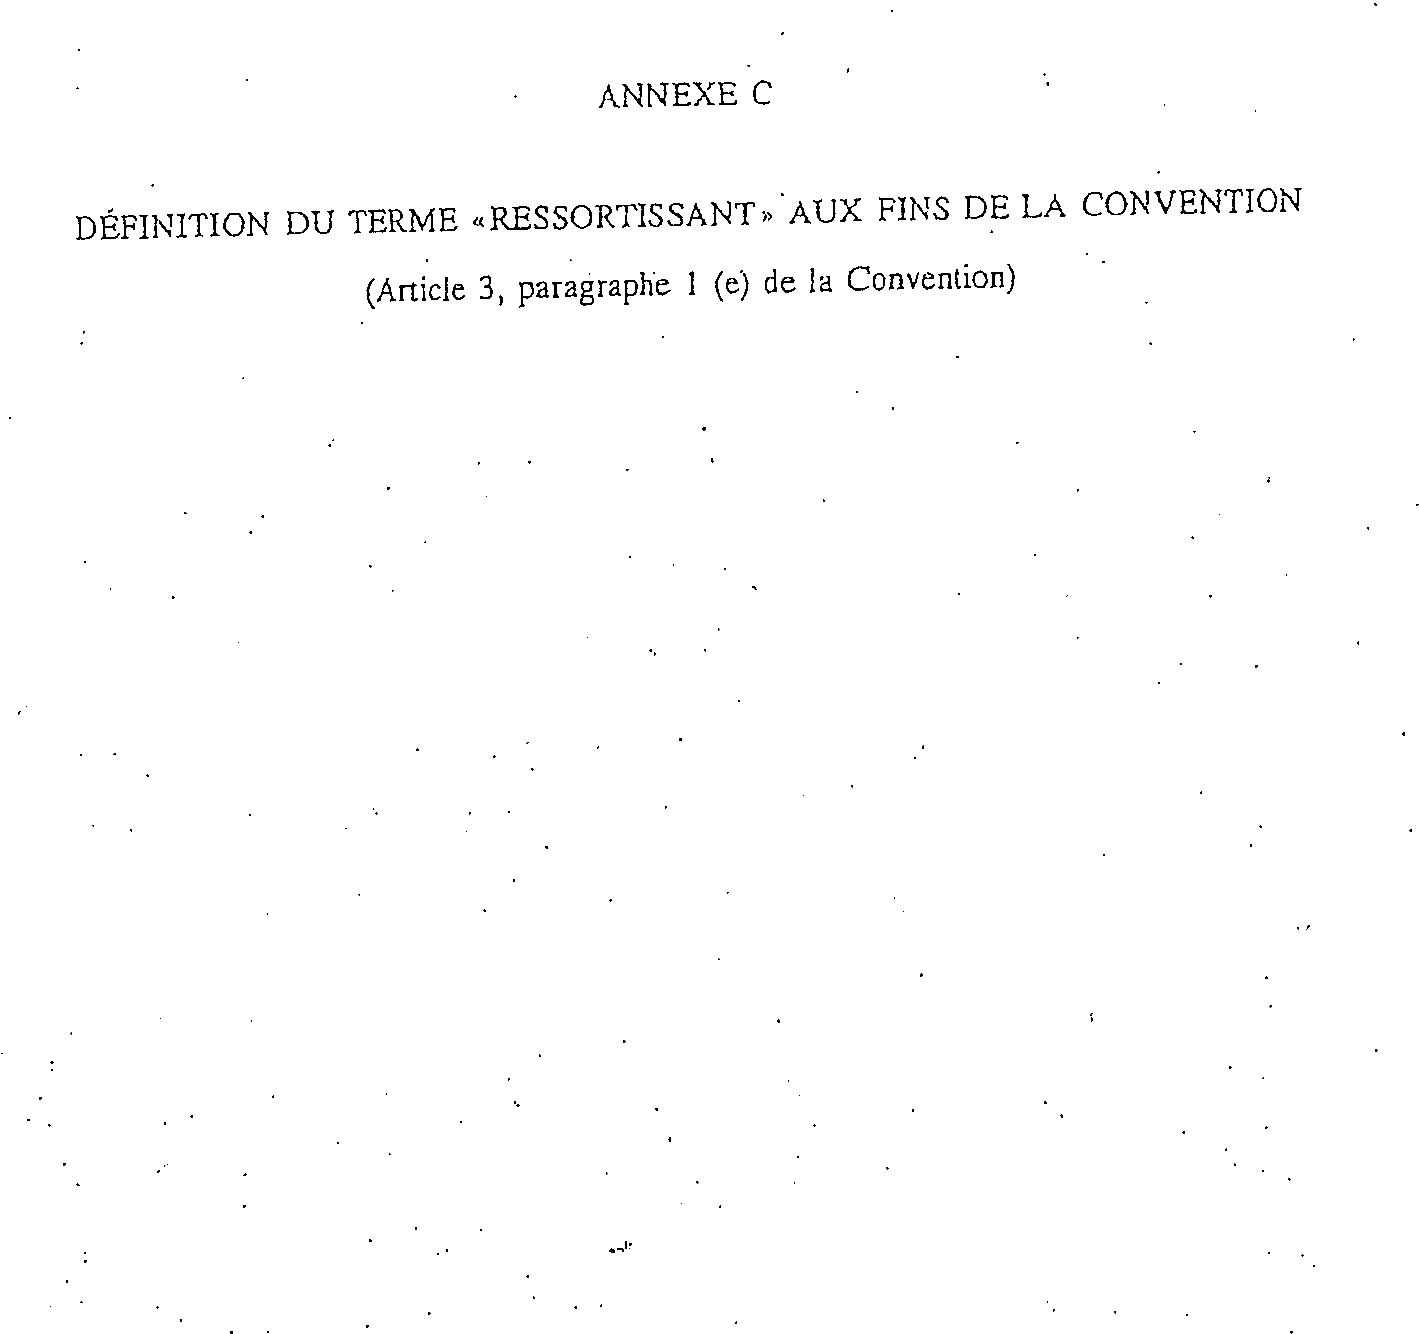 ANNEXE C
DÉFINITION DU TERME «RESSORTISSANT» AUX FINS DE LA CONVENTION
(Article 3, paragraphe 1 (e) de la Convention)